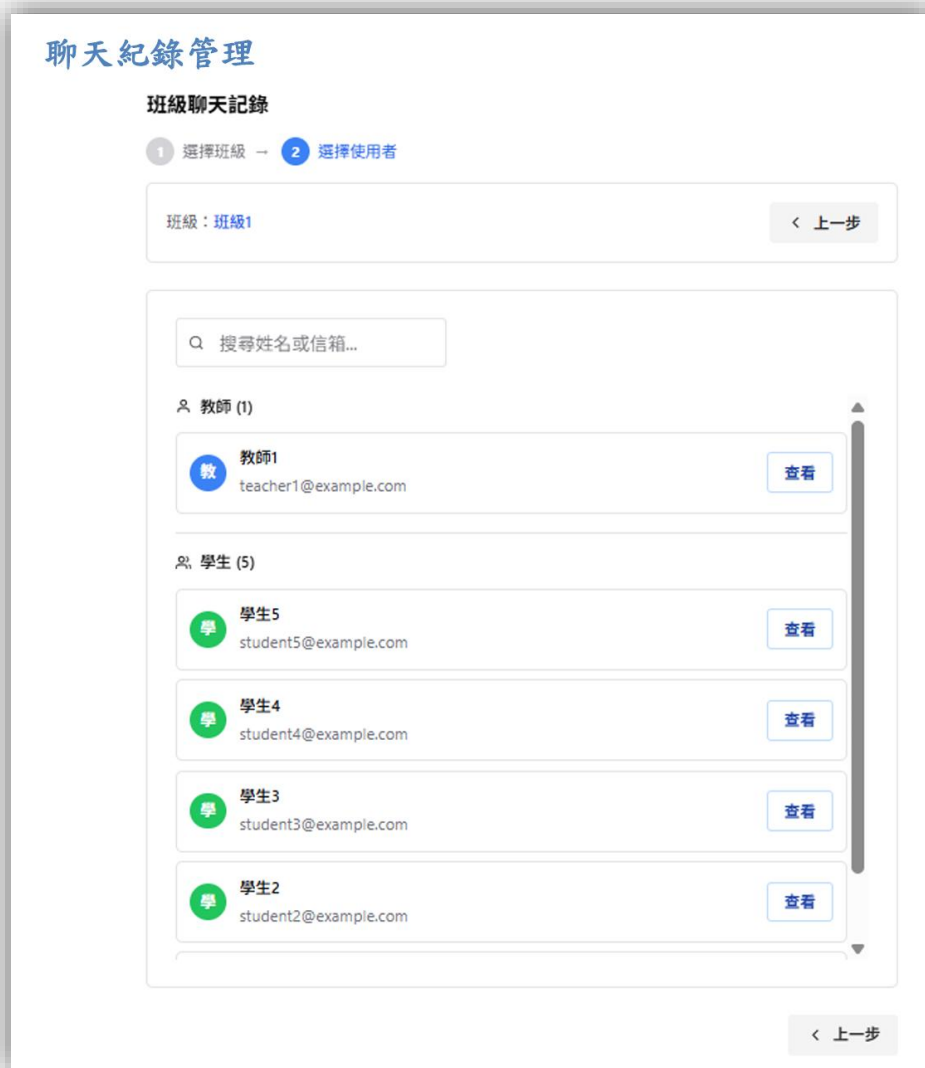 聊天紀錄管理
班級聊天記錄
1 選擇班級 → 2 選擇使用者
班級：班級1
< 上一步
搜尋姓名或信箱...
教師 (1)
教
教師1
teacher1@example.com
查看
學生 (5)
學
學生5
student5@example.com
查看
學
學生4
student4@example.com
查看
學
學生3
student3@example.com
查看
學
學生2
student2@example.com
查看
< 上一步